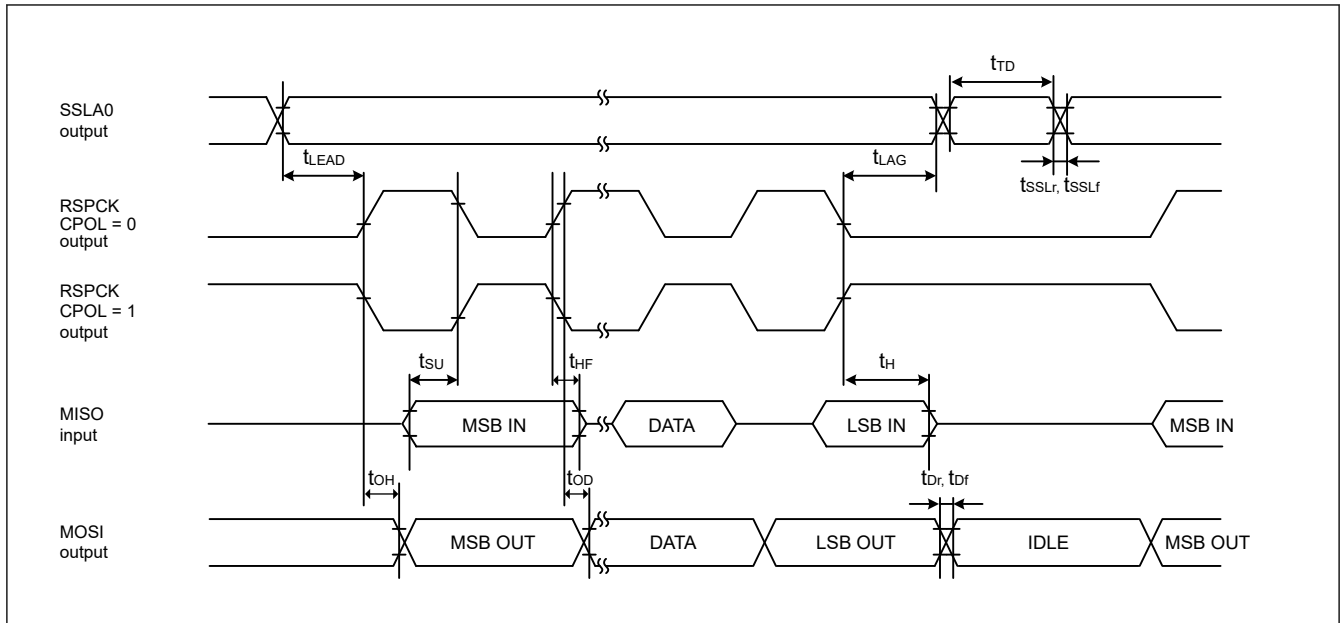 tTD
SSLA0
output
tLEAD
tLAG
tSSLr, tSSLf
RSPCK
CPOL = 0
output
RSPCK
CPOL = 1
output
tSU
tHF
tH
MISO
input
MSB IN
DATA
LSB IN
MSB IN
tOH
tOD
tDr, tDf
MOSI
output
MSB OUT
DATA
LSB OUT
IDLE
MSB OUT